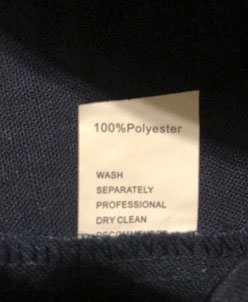 100%Polyester
WASH
SEPARATELY
PROFESSIONAL
DRY CLEAN